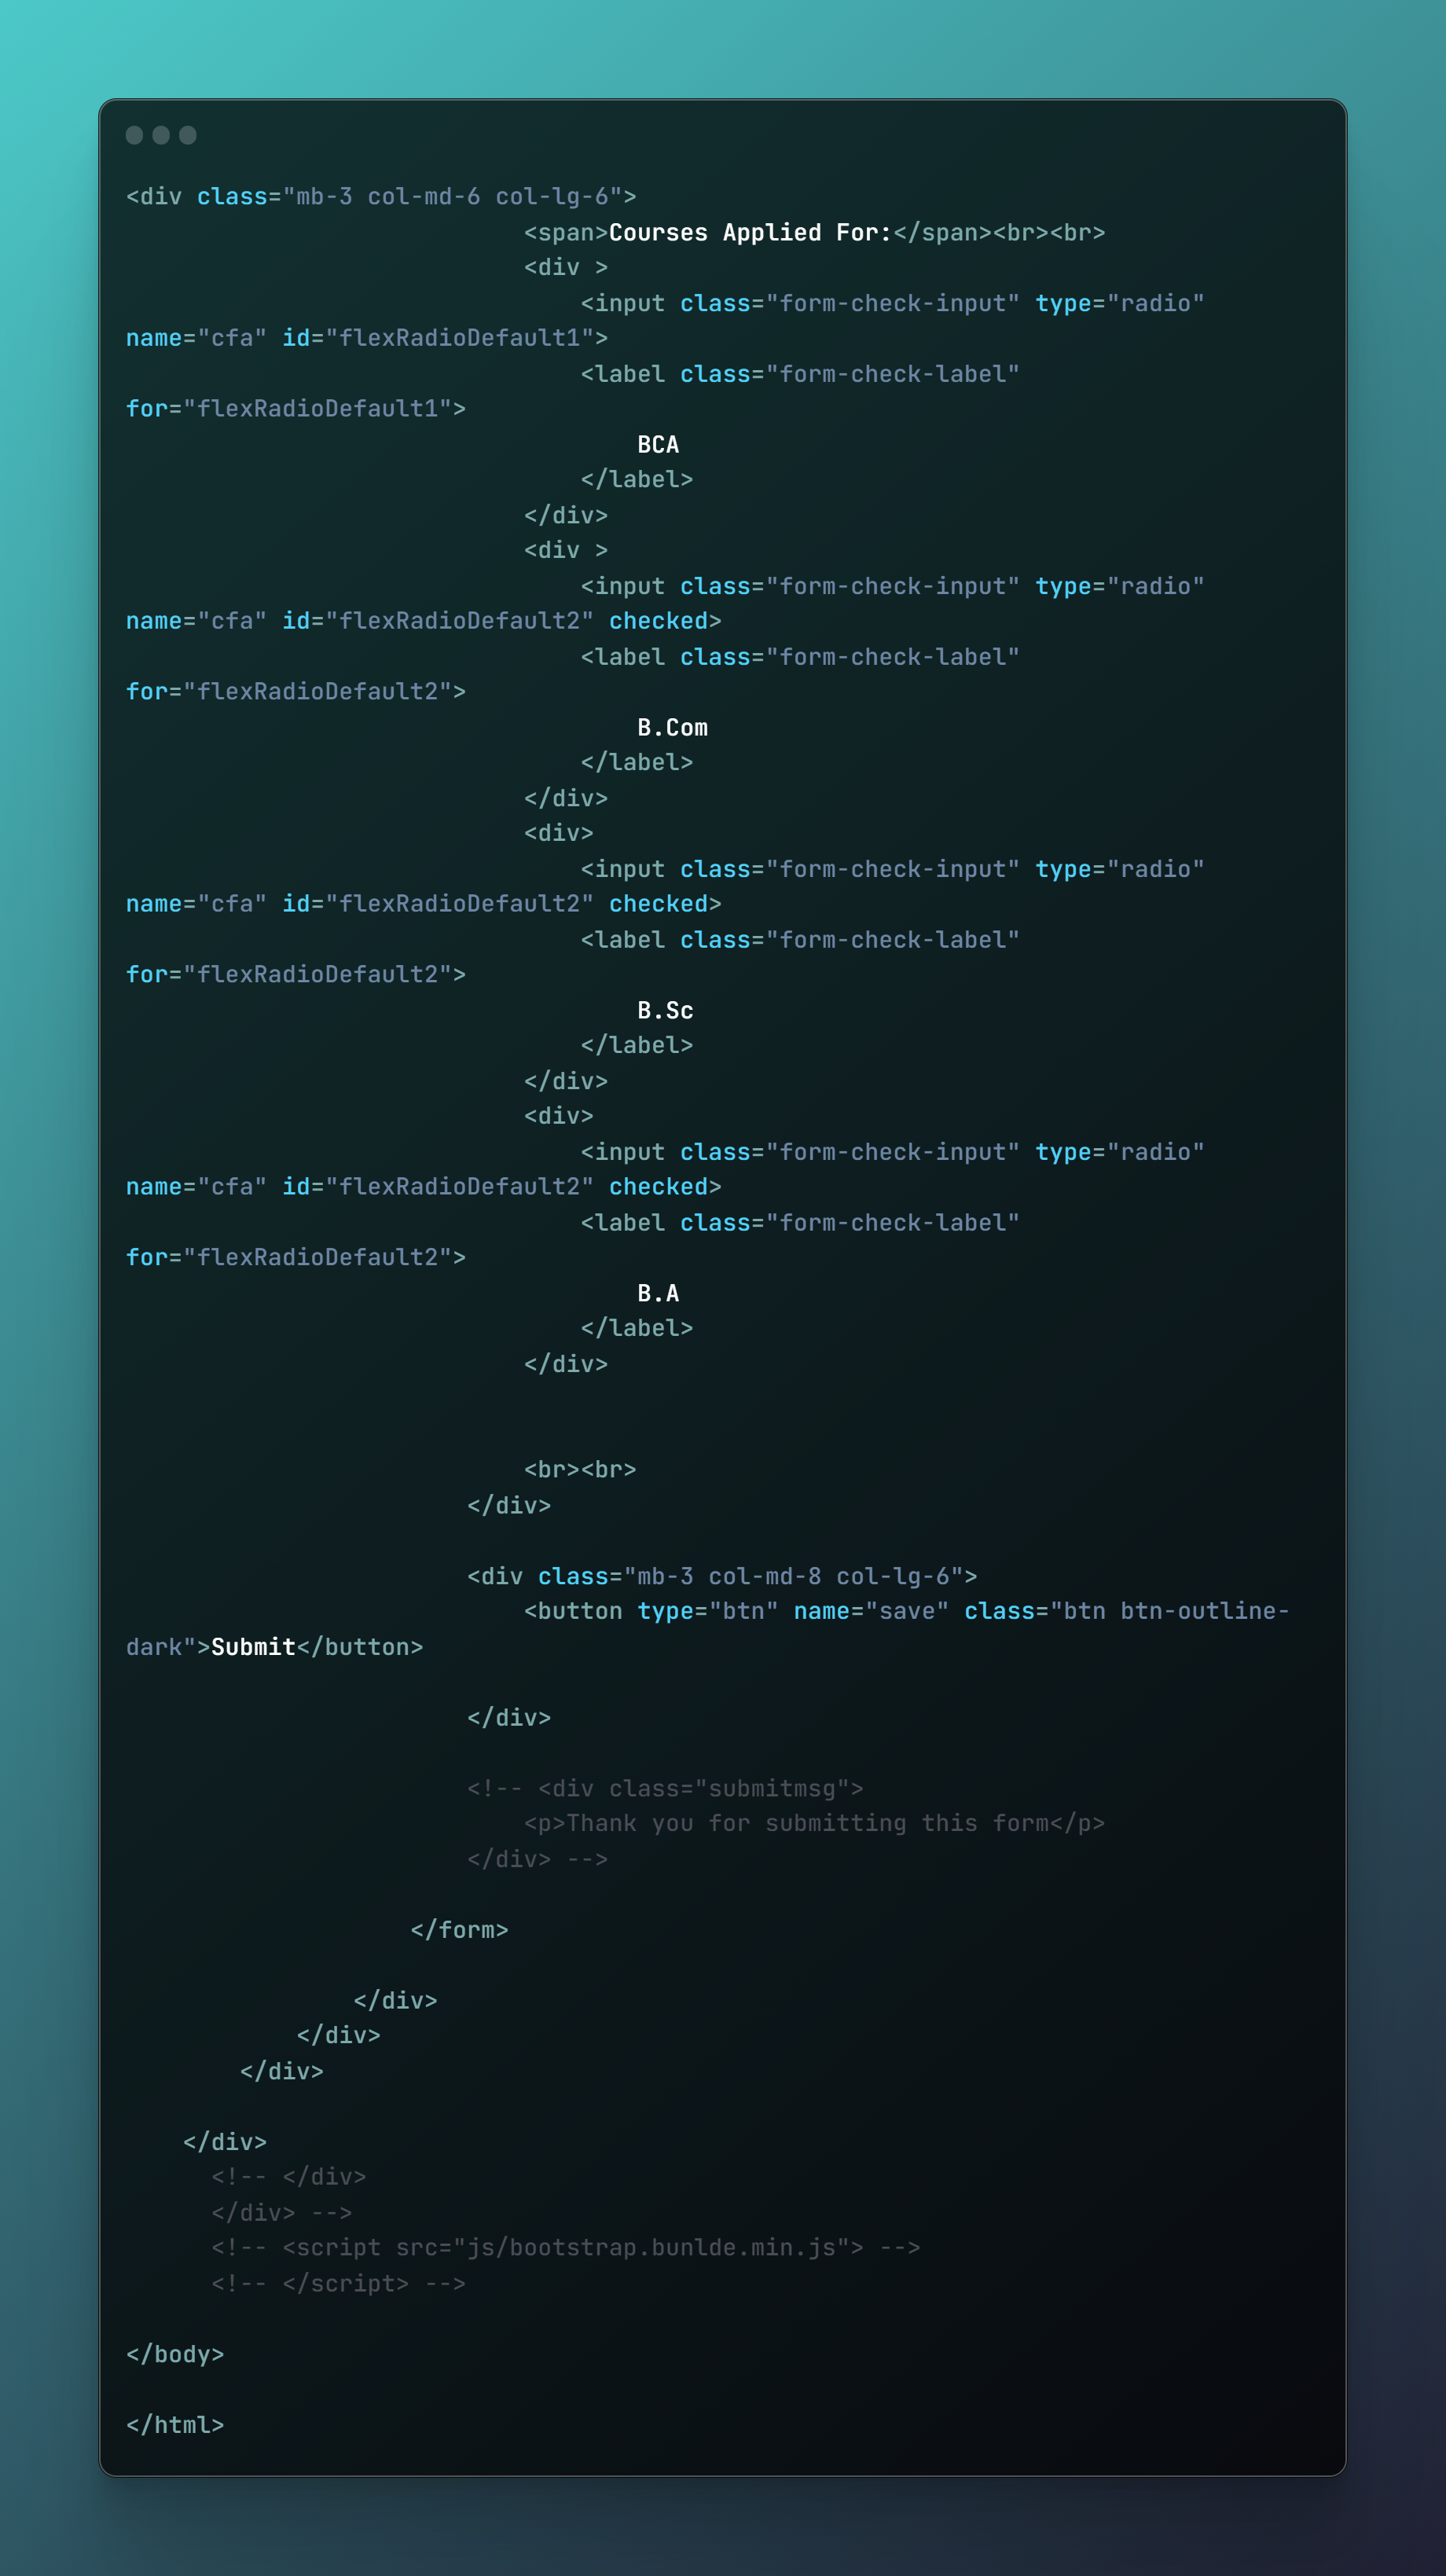 <div class="mb-3 col-md-6 col-lg-6">
                            <span>Courses Applied For:</span><br><br>
                            <div >
                                <input class="form-check-input" type="radio"
name="cfa" id="flexRadioDefault1">
                                <label class="form-check-label"
for="flexRadioDefault1">
                                    BCA
                                </label>
                            </div>
                            <div >
                                <input class="form-check-input" type="radio"
name="cfa" id="flexRadioDefault2" checked>
                                <label class="form-check-label"
for="flexRadioDefault2">
                                    B.Com
                                </label>
                            </div>
                            <div>
                                <input class="form-check-input" type="radio"
name="cfa" id="flexRadioDefault2" checked>
                                <label class="form-check-label"
for="flexRadioDefault2">
                                    B.Sc
                                </label>
                            </div>
                            <div>
                                <input class="form-check-input" type="radio"
name="cfa" id="flexRadioDefault2" checked>
                                <label class="form-check-label"
for="flexRadioDefault2">
                                    B.A
                                </label>
                            </div>


                            <br><br>
                        </div>

                        <div class="mb-3 col-md-8 col-lg-6">
                            <button type="btn" name="save" class="btn btn-outline-
dark">Submit</button>

                        </div>

                        <!-- <div class="submitmsg">
                            <p>Thank you for submitting this form</p>
                        </div> -->

                    </form>

                </div>
            </div>
        </div>

    </div>
      <!-- </div>
      </div> -->
      <!-- <script src="js/bootstrap.bunlde.min.js"> -->
      <!-- </script> -->

</body>

</html>